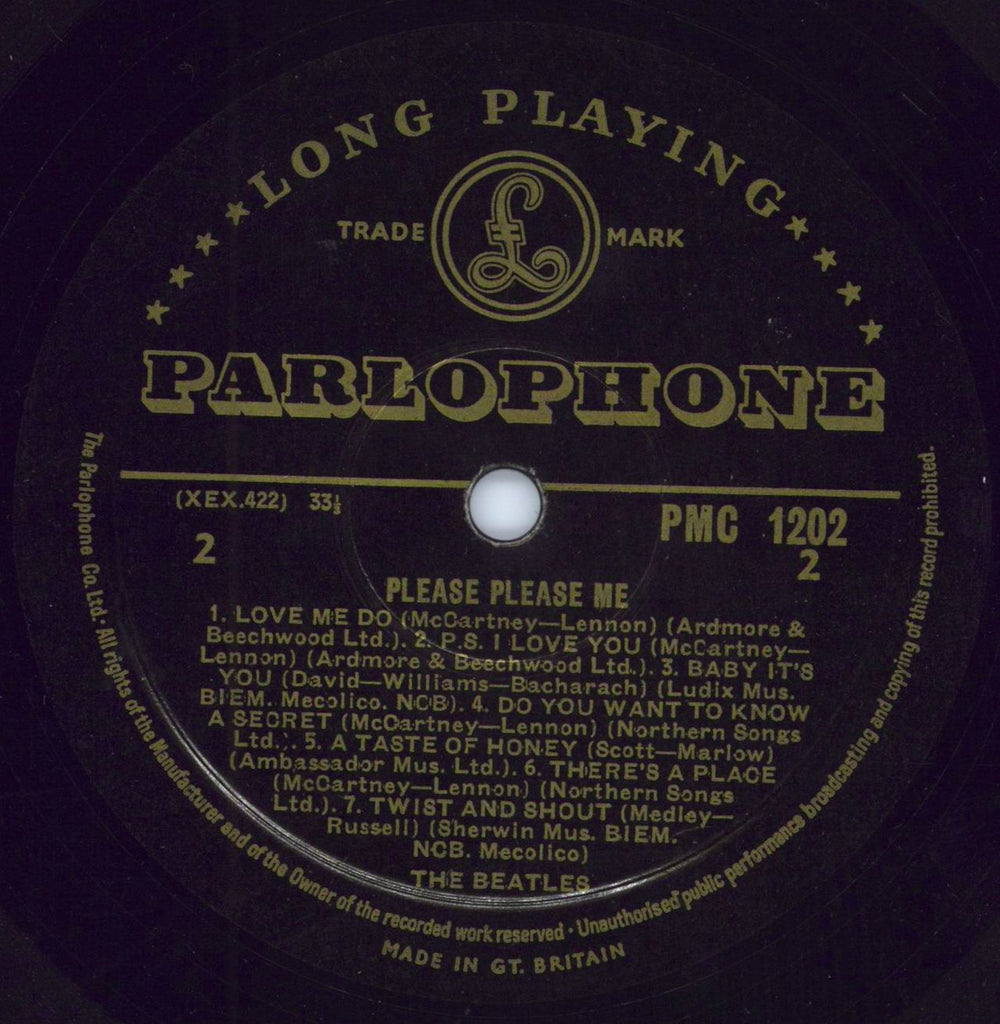 LONG PLAYING
TRADE £ MARK
PARLOPHONE
(XEX.422) 33⅓
PMC 1202
2
2
PLEASE PLEASE ME
1. LOVE ME DO (McCartney—Lennon) (Ardmore &
Beechwood Ltd.). 2. P.S. I LOVE YOU (McCartney—
Lennon) (Ardmore & Beechwood Ltd.). 3. BABY IT'S
YOU (David—Williams—Bacharach) (Ludix Mus.
BIEM. Mecolico. NCB). 4. DO YOU WANT TO KNOW
A SECRET (McCartney—Lennon) (Northern Songs
Ltd.). 5. A TASTE OF HONEY (Scott—Marlow)
(Ambassador Mus. Ltd.). 6. THERE'S A PLACE
(McCartney—Lennon) (Northern Songs
Ltd.). 7. TWIST AND SHOUT (Medley—
Russell) (Sherwin Mus. BIEM.
NCB. Mecolico)
THE BEATLES
The Parlophone Co. Ltd. · All rights of the Manufacturer and of the Owner of the recorded work reserved · Unauthorised public performance broadcasting and copying of this record prohibited.
MADE IN GT. BRITAIN